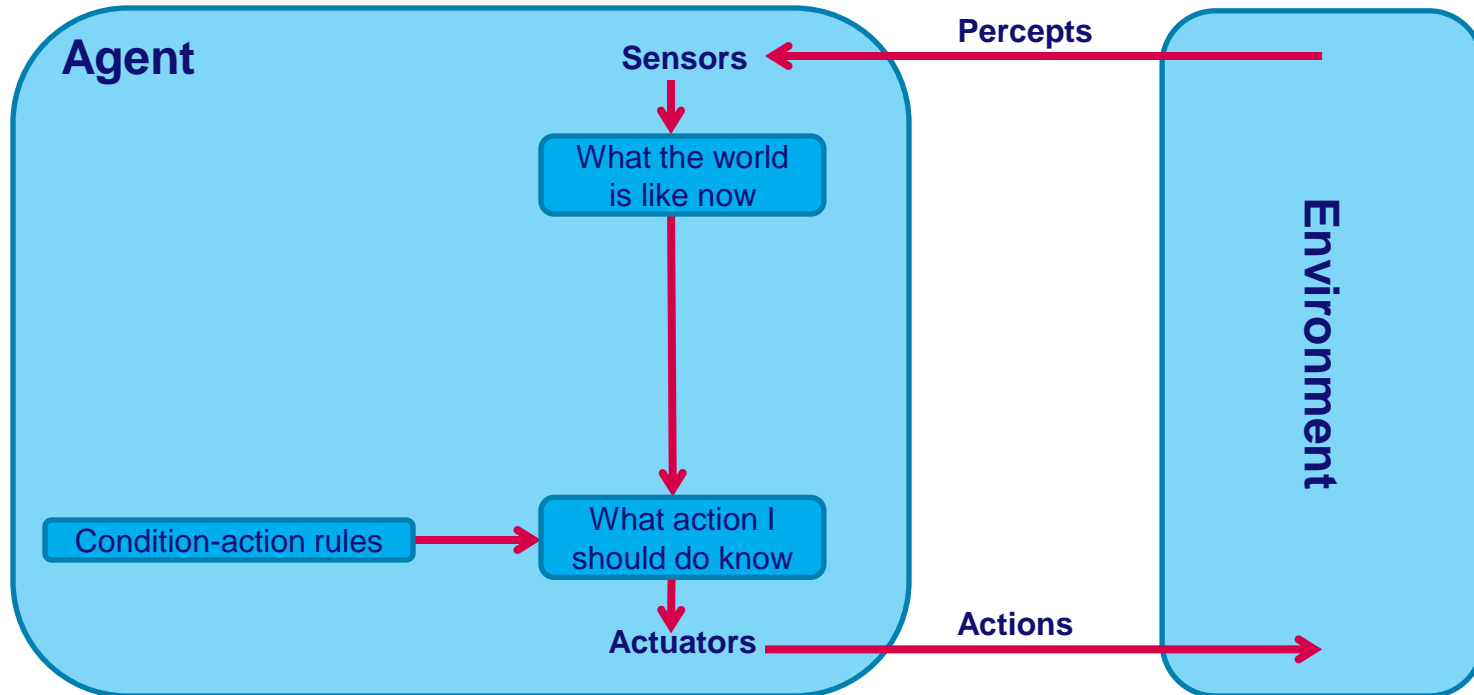 Agent
Sensors
Percepts
What the world
is like now
Environment
Condition-action rules
What action I
should do know
Actuators
Actions